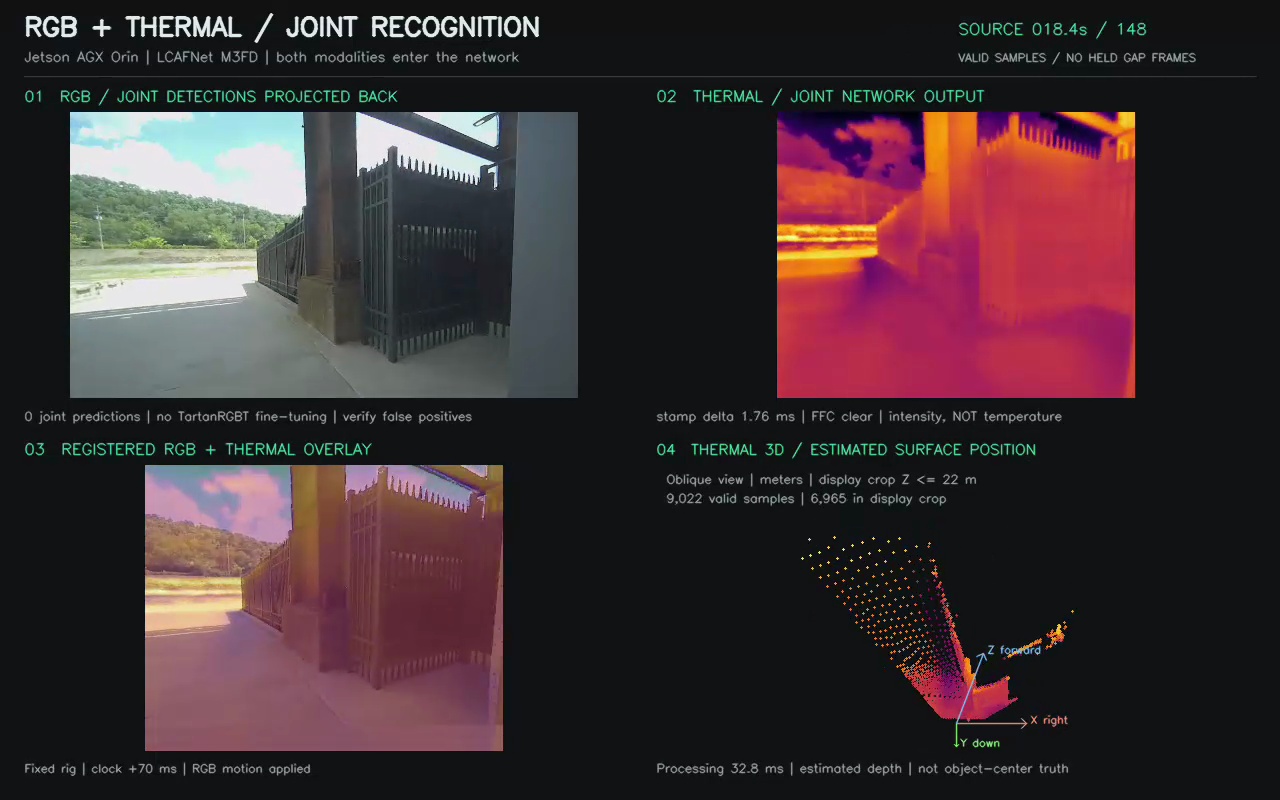 RGB + THERMAL / JOINT RECOGNITION
SOURCE 018.4s / 148
Jetson AGX Orin | LCAFNet M3FD | both modalities enter the network
VALID SAMPLES / NO HELD GAP FRAMES
01 RGB / JOINT DETECTIONS PROJECTED BACK
02 THERMAL / JOINT NETWORK OUTPUT
0 joint predictions | no TartanRGBT fine-tuning | verify false positives
stamp delta 1.76 ms | FFC clear | intensity, NOT temperature
03 REGISTERED RGB + THERMAL OVERLAY
04 THERMAL 3D / ESTIMATED SURFACE POSITION
Oblique view | meters | display crop Z <= 22 m
9,022 valid samples | 6,965 in display crop
Z forward
X right
Y down
Fixed rig | clock +70 ms | RGB motion applied
Processing 32.8 ms | estimated depth | not object-center truth